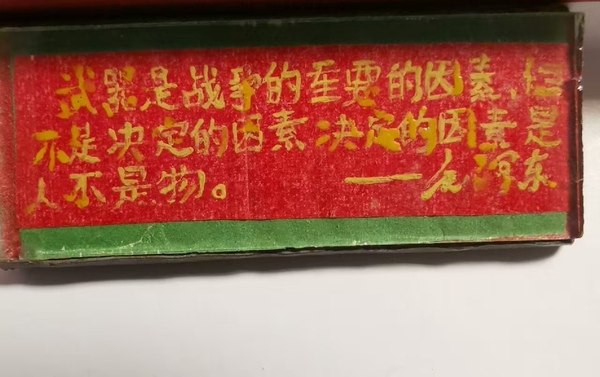 武器是战争的重要的因素,但
不是决定的因素 决定的因素是
人不是物。 ——毛泽东